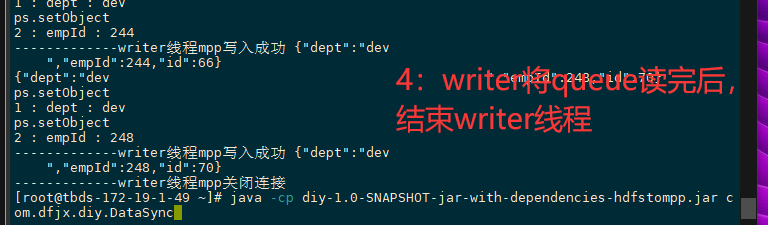 1 : dept : dev
ps.setObject
2 : empId : 244
-------------writer线程mpp写入成功 {"dept":"dev
    ","empId":244,"id":66}
{"dept":"dev                                    ","empId":248,"id":70}
ps.setObject
1 : dept : dev
ps.setObject
2 : empId : 248
-------------writer线程mpp写入成功 {"dept":"dev
    ","empId":248,"id":70}
-------------writer线程mpp关闭连接
[root@tbds-172-19-1-49 ~]# java -cp diy-1.0-SNAPSHOT-jar-with-dependencies-hdfstompp.jar c
om.dfjx.diy.DataSync
4：writer将quede读完后，
结束writer线程